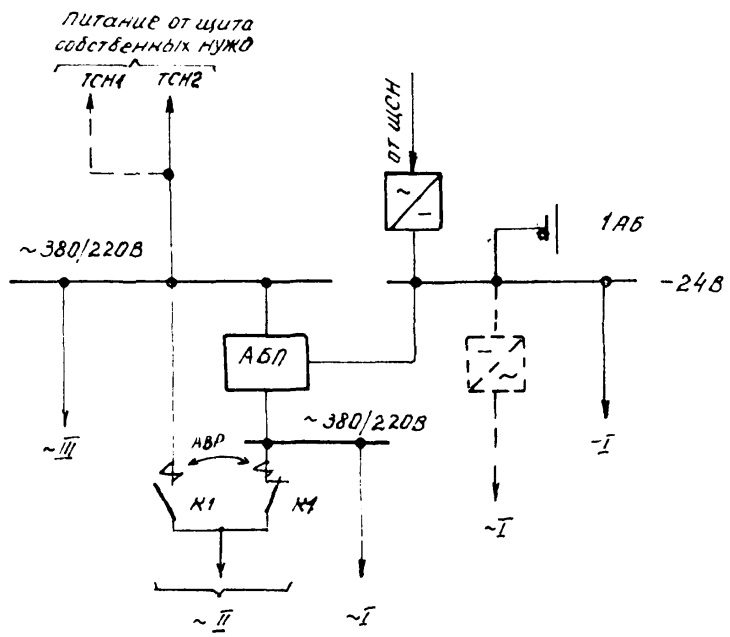 Питание от щита
собственных нужд
ТСН1 ТСН2
от ЩСН
~
–
1АБ
~380/220В
–24В
АБП
–
~
~380/220В
~III
АВР
–I
К1 К1
~I
~II
~I